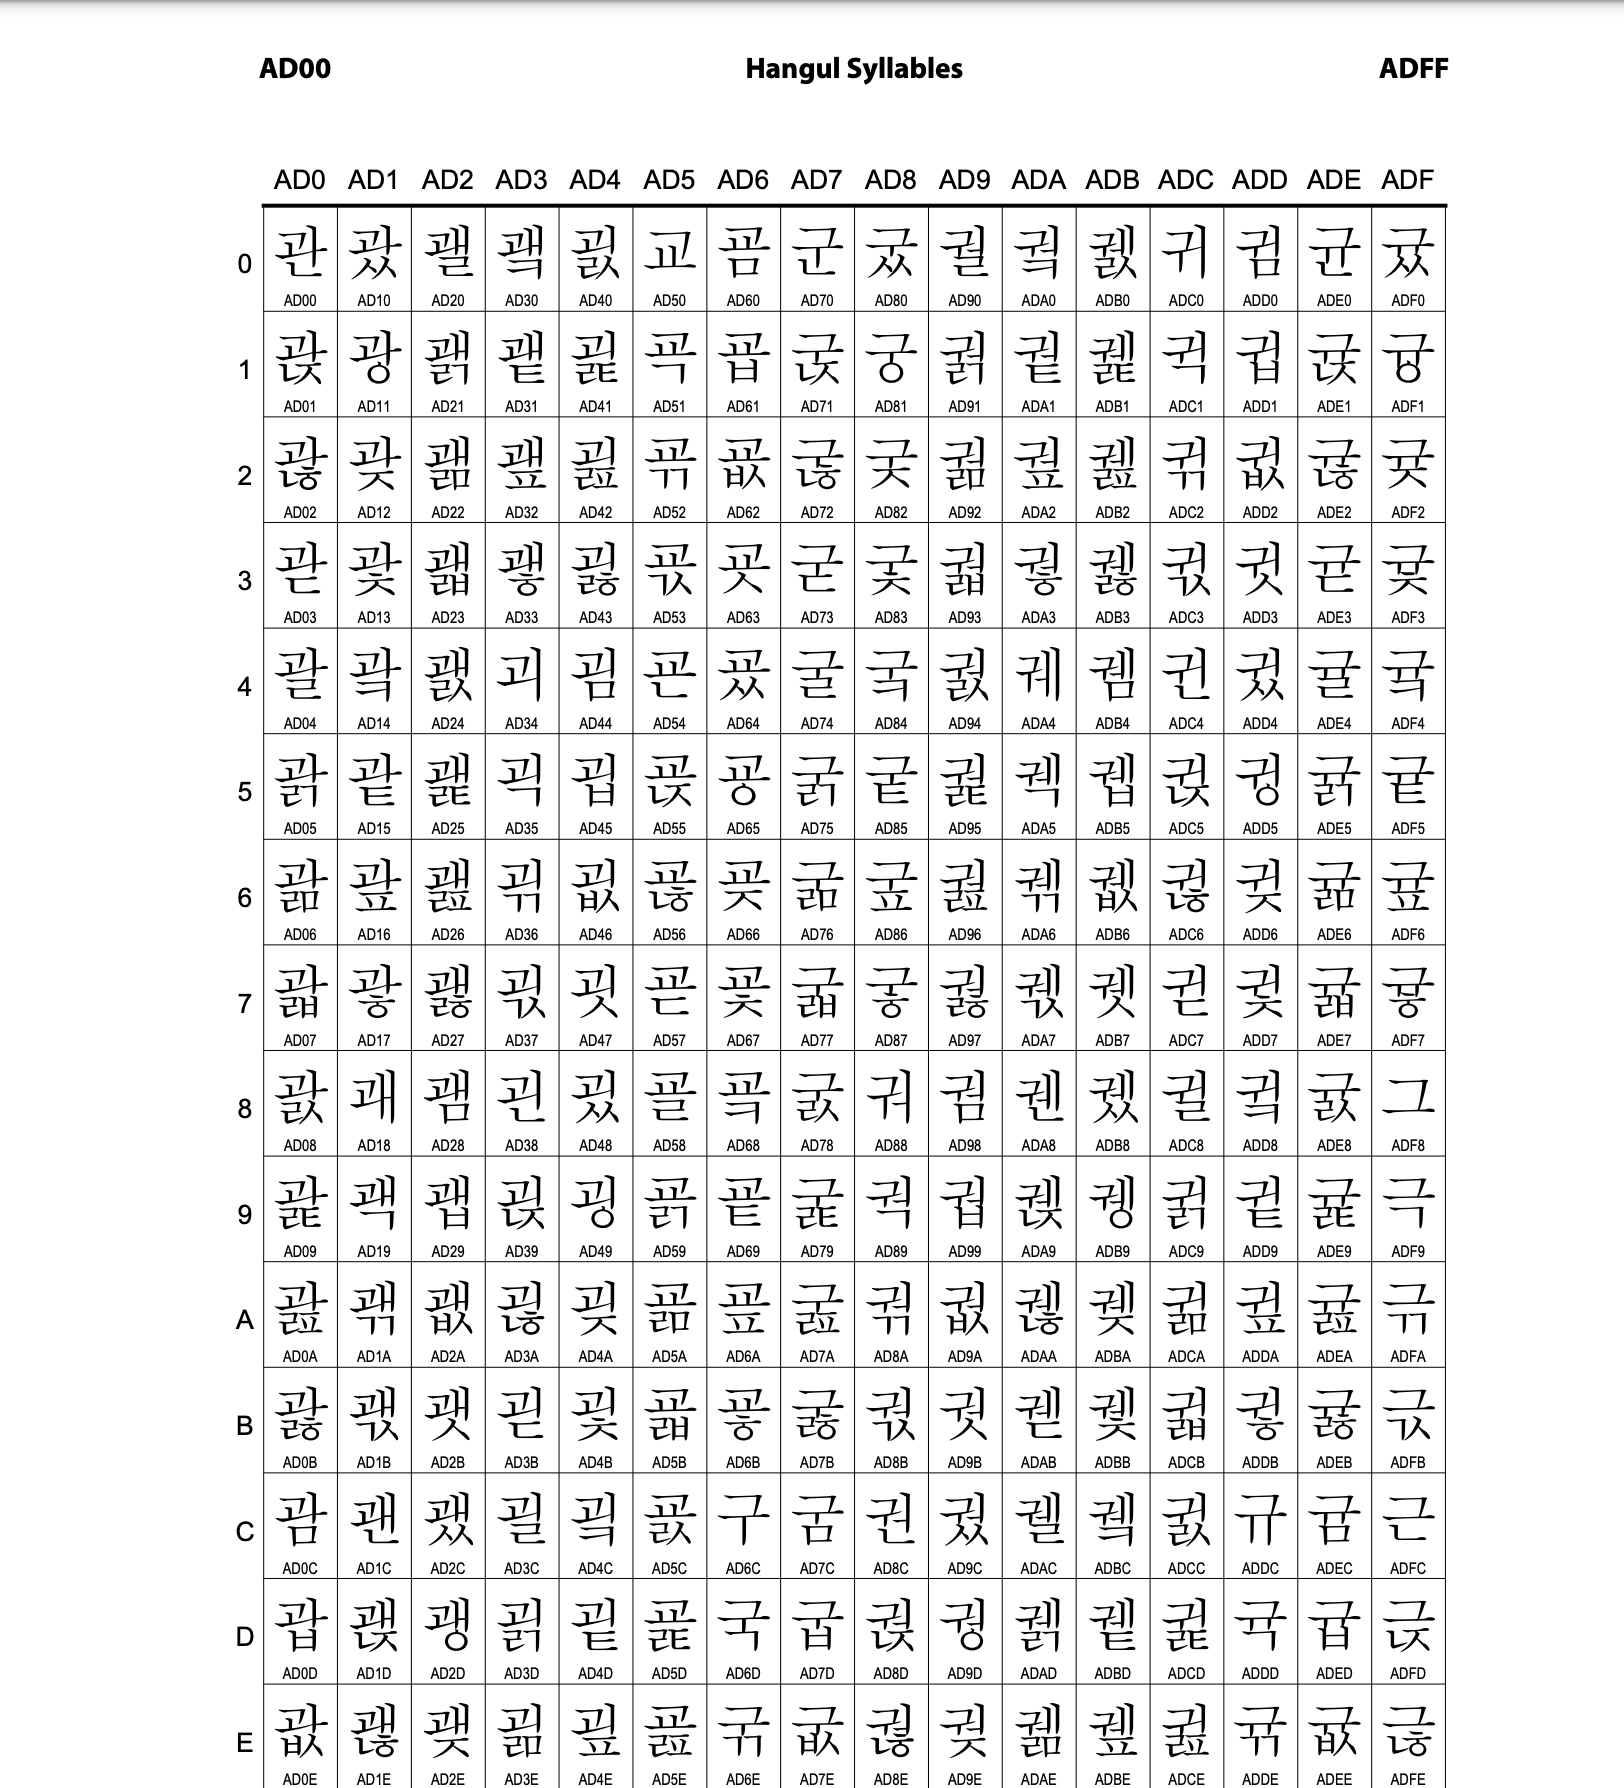 AD00 Hangul Syllables ADFF
AD0 AD1 AD2 AD3 AD4 AD5 AD6 AD7 AD8 AD9 ADA ADB ADC ADD ADE ADF
0 관 괐 괠 괰 굀 교 굠 군 궀 궐 궠 궰 귀 귐 균 귰
AD00 AD10 AD20 AD30 AD40 AD50 AD60 AD70 AD80 AD90 ADA0 ADB0 ADC0 ADD0 ADE0 ADF0
1 괁 광 괡 괱 굁 굑 굡 굱 궁 궑 궡 궱 귁 귑 귡 귱
AD01 AD11 AD21 AD31 AD41 AD51 AD61 AD71 AD81 AD91 ADA1 ADB1 ADC1 ADD1 ADE1 ADF1
2 괂 괒 괢 괲 굂 굒 굢 굲 궂 궒 궢 궲 귂 귒 귢 귲
AD02 AD12 AD22 AD32 AD42 AD52 AD62 AD72 AD82 AD92 ADA2 ADB2 ADC2 ADD2 ADE2 ADF2
3 괃 괓 괣 괳 굃 굓 굣 굳 궃 궓 궣 궳 귃 귓 귣 귳
AD03 AD13 AD23 AD33 AD43 AD53 AD63 AD73 AD83 AD93 ADA3 ADB3 ADC3 ADD3 ADE3 ADF3
4 괄 괔 괤 괴 굄 굔 굤 굴 궄 궔 궤 궴 귄 귔 귤 귴
AD04 AD14 AD24 AD34 AD44 AD54 AD64 AD74 AD84 AD94 ADA4 ADB4 ADC4 ADD4 ADE4 ADF4
5 괅 괕 괥 괵 굅 굕 굥 굵 궅 궕 궥 궵 귅 귕 귥 귵
AD05 AD15 AD25 AD35 AD45 AD55 AD65 AD75 AD85 AD95 ADA5 ADB5 ADC5 ADD5 ADE5 ADF5
6 괆 괖 괦 괶 굆 굖 굦 굶 궆 궖 궦 궶 귆 귖 귦 귶
AD06 AD16 AD26 AD36 AD46 AD56 AD66 AD76 AD86 AD96 ADA6 ADB6 ADC6 ADD6 ADE6 ADF6
7 괇 괗 괧 괷 굇 굗 굧 굷 궇 궗 궧 궷 귇 귗 귧 귷
AD07 AD17 AD27 AD37 AD47 AD57 AD67 AD77 AD87 AD97 ADA7 ADB7 ADC7 ADD7 ADE7 ADF7
8 괈 괘 괨 괸 굈 굘 굨 굸 궈 궘 궨 궸 귈 귘 귨 그
AD08 AD18 AD28 AD38 AD48 AD58 AD68 AD78 AD88 AD98 ADA8 ADB8 ADC8 ADD8 ADE8 ADF8
9 괉 괙 괩 괹 굉 굙 굩 굹 궉 궙 궩 궹 귉 귙 귩 극
AD09 AD19 AD29 AD39 AD49 AD59 AD69 AD79 AD89 AD99 ADA9 ADB9 ADC9 ADD9 ADE9 ADF9
A 괊 괚 괪 괺 굊 굚 굪 굺 궊 궚 궪 궺 귊 귚 귪 귺
AD0A AD1A AD2A AD3A AD4A AD5A AD6A AD7A AD8A AD9A ADAA ADBA ADCA ADDA ADEA ADFA
B 괋 괛 괫 괻 굋 굛 굫 굻 궋 궛 궫 궻 귋 귛 귫 귻
AD0B AD1B AD2B AD3B AD4B AD5B AD6B AD7B AD8B AD9B ADAB ADBB ADCB ADDB ADEB ADFB
C 괌 괜 괬 괼 굌 굜 구 굼 권 궜 궬 궼 귌 규 귬 근
AD0C AD1C AD2C AD3C AD4C AD5C AD6C AD7C AD8C AD9C ADAC ADBC ADCC ADDC ADEC ADFC
D 괍 괝 괭 괽 굍 굝 국 굽 궍 궝 궭 궽 귍 귝 귭 귽
AD0D AD1D AD2D AD3D AD4D AD5D AD6D AD7D AD8D AD9D ADAD ADBD ADCD ADDD ADED ADFD
E 괎 괞 괮 괾 굎 굞 굮 굾 궎 궞 궮 궾 귎 귞 귮 귾
AD0E AD1E AD2E AD3E AD4E AD5E AD6E AD7E AD8E AD9E ADAE ADBE ADCE ADDE ADEE ADFE